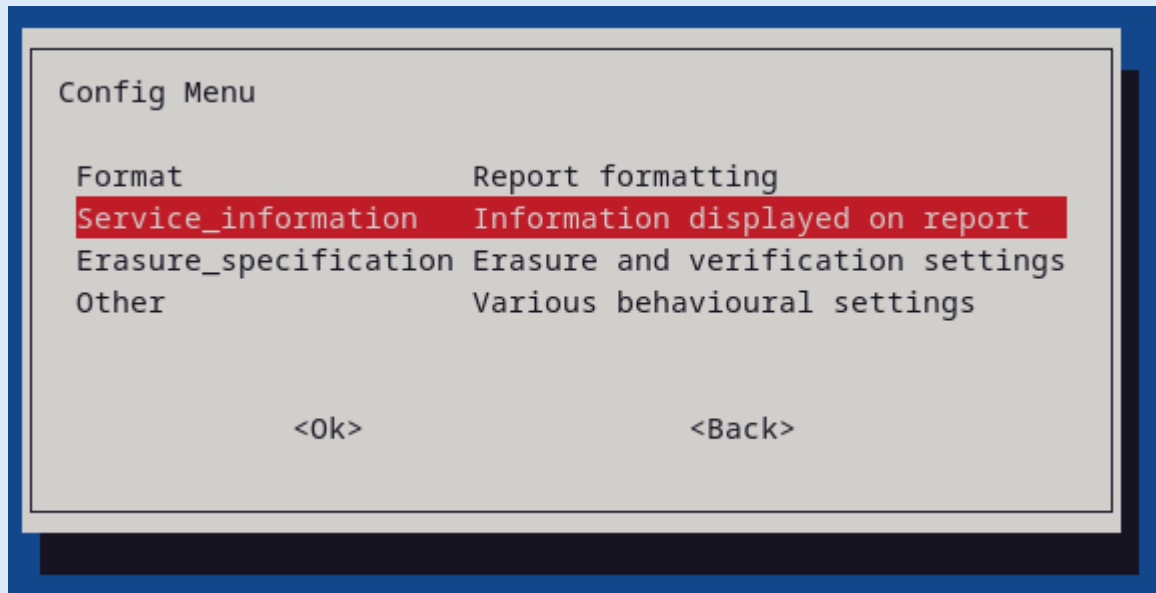 Config Menu
Format Report formatting
Service_information Information displayed on report
Erasure_specification Erasure and verification settings
Other Various behavioural settings
<Ok> <Back>